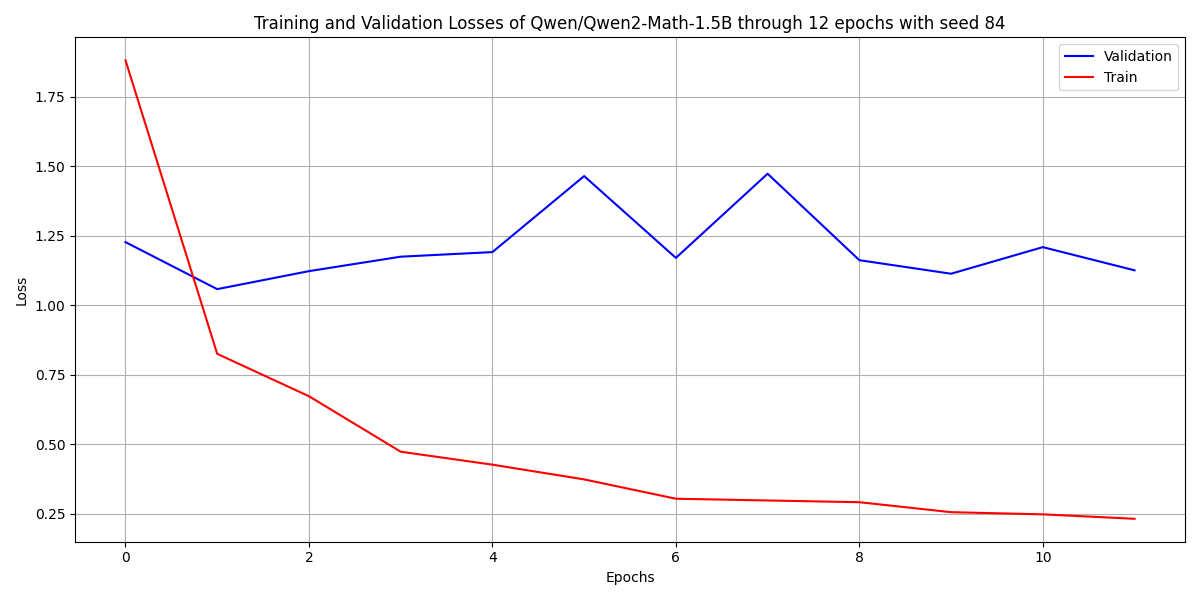 Training and Validation Losses of Qwen/Qwen2-Math-1.5B through 12 epochs with seed 84
Validation
Train
Loss
1.75
1.50
1.25
1.00
0.75
0.50
0.25
0 2 4 6 8 10
Epochs